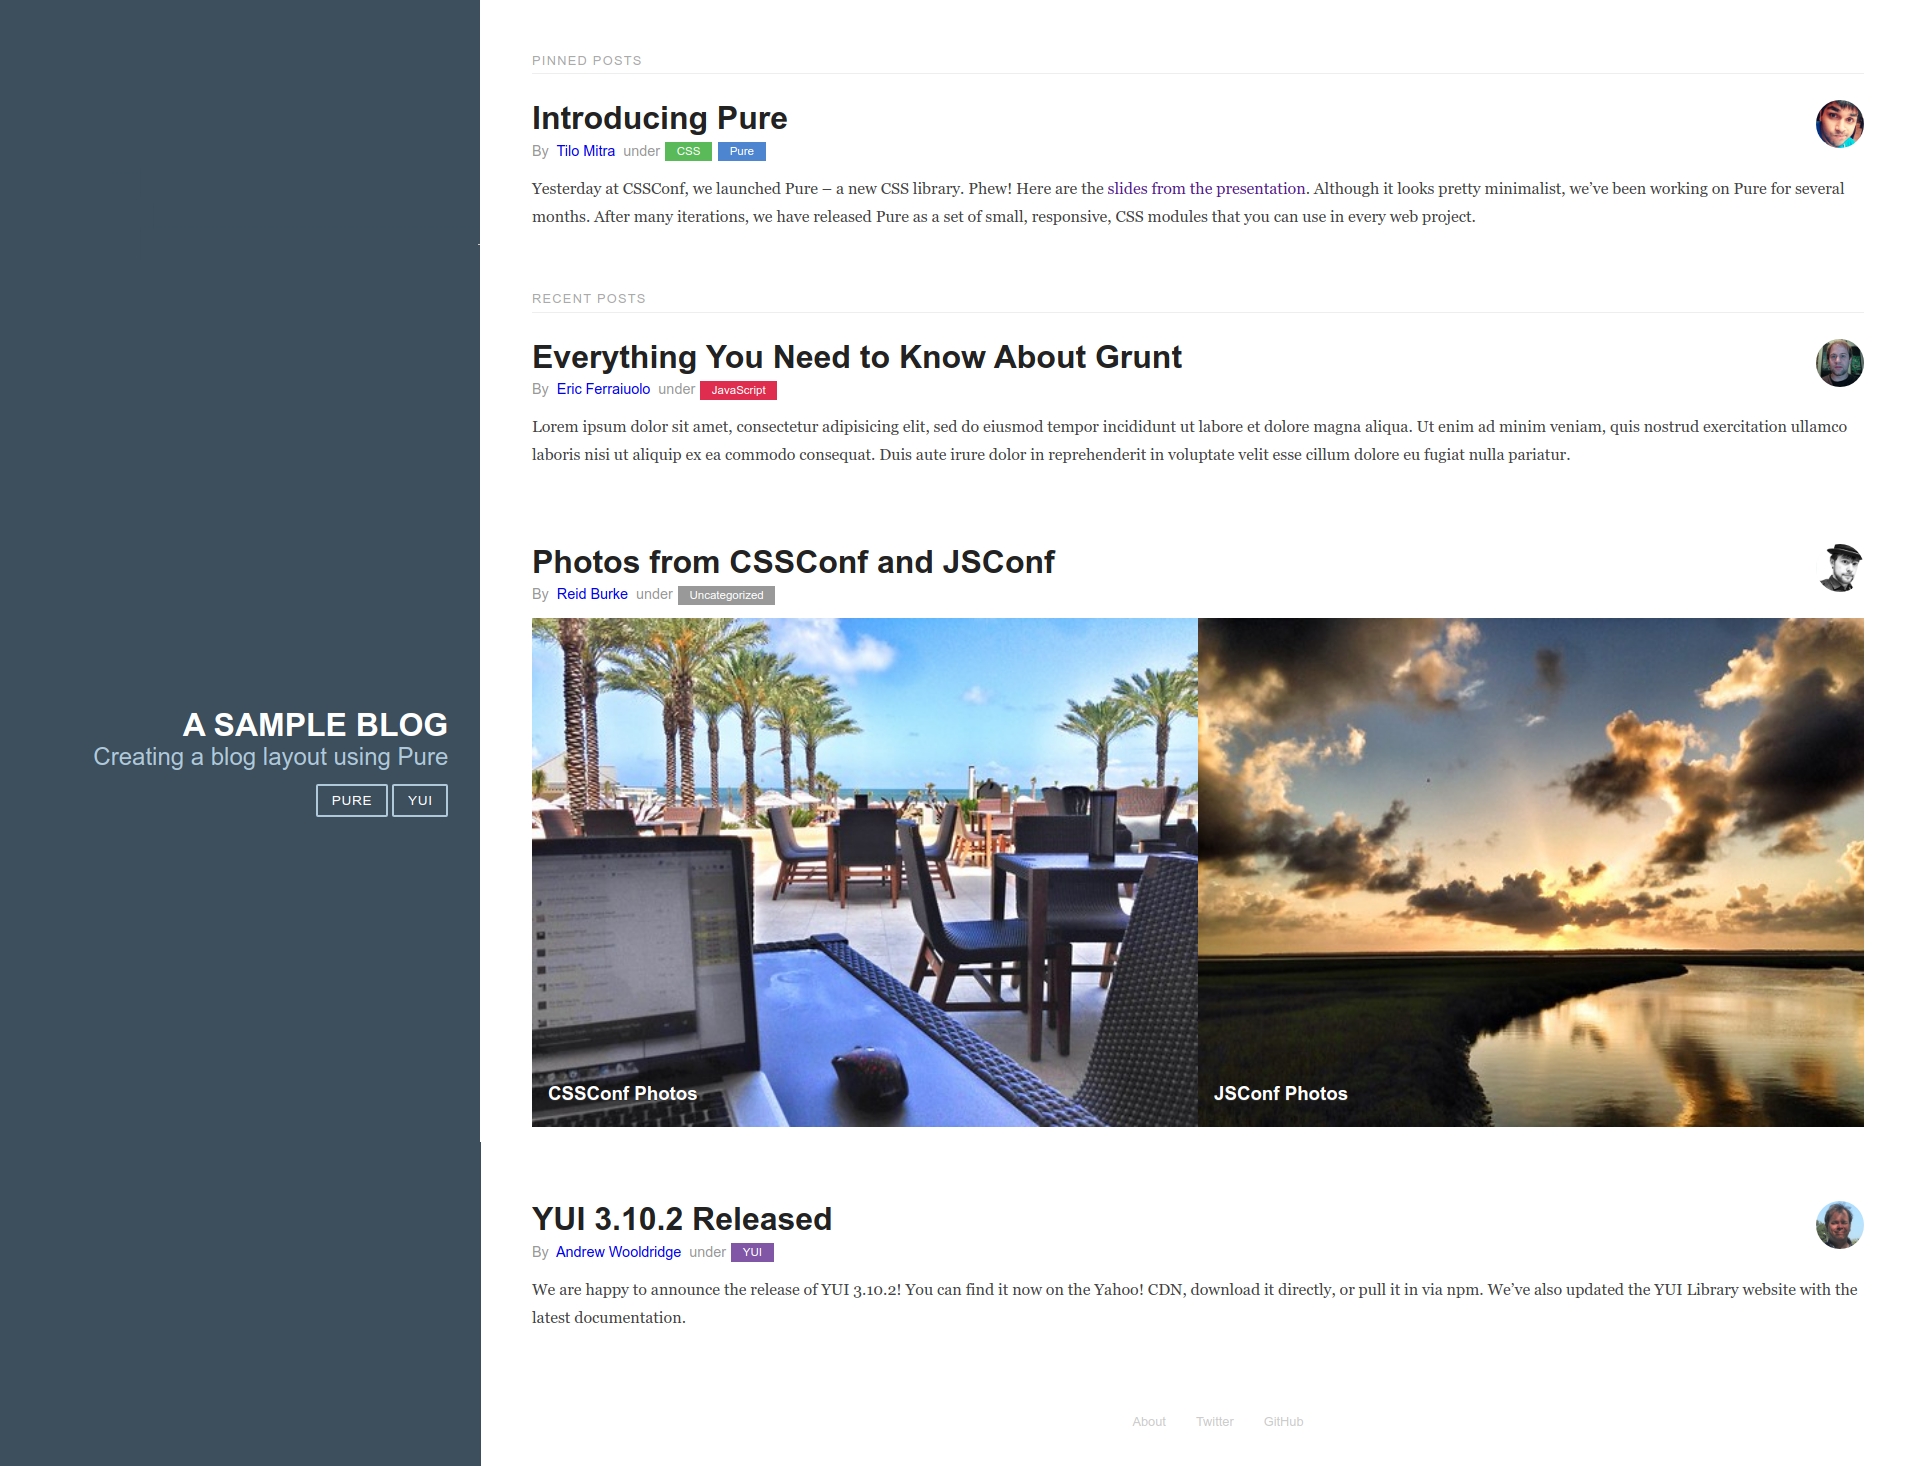 A SAMPLE BLOG
Creating a blog layout using Pure
PURE YUI
PINNED POSTS
Introducing Pure
By Tilo Mitra under CSS Pure
Yesterday at CSSConf, we launched Pure – a new CSS library. Phew! Here are the slides from the presentation. Although it looks pretty minimalist, we’ve been working on Pure for several
months. After many iterations, we have released Pure as a set of small, responsive, CSS modules that you can use in every web project.
RECENT POSTS
Everything You Need to Know About Grunt
By Eric Ferraiuolo under JavaScript
Lorem ipsum dolor sit amet, consectetur adipisicing elit, sed do eiusmod tempor incididunt ut labore et dolore magna aliqua. Ut enim ad minim veniam, quis nostrud exercitation ullamco
laboris nisi ut aliquip ex ea commodo consequat. Duis aute irure dolor in reprehenderit in voluptate velit esse cillum dolore eu fugiat nulla pariatur.
Photos from CSSConf and JSConf
By Reid Burke under Uncategorized
CSSConf Photos
JSConf Photos
YUI 3.10.2 Released
By Andrew Wooldridge under YUI
We are happy to announce the release of YUI 3.10.2! You can find it now on the Yahoo! CDN, download it directly, or pull it in via npm. We’ve also updated the YUI Library website with the
latest documentation.
About Twitter GitHub